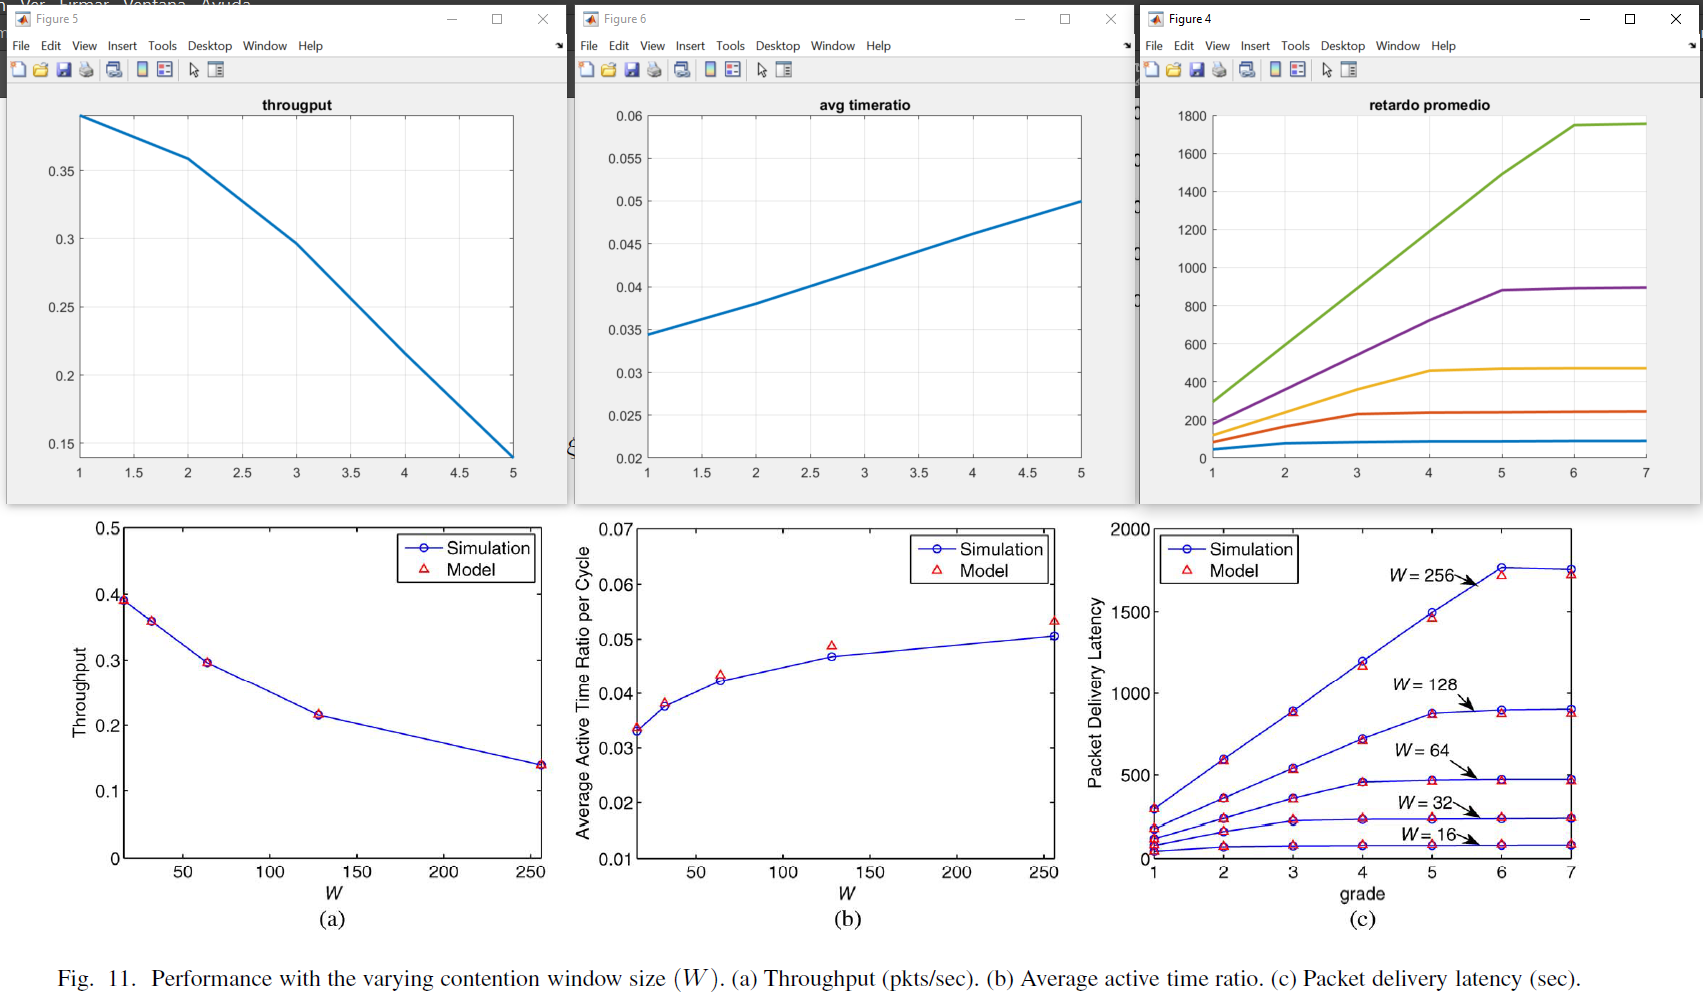 Ver Firmar Ventana Ayuda
Figure 5
File Edit View Insert Tools Desktop Window Help
througput
0.35
0.3
0.25
0.2
0.15
1 1.5 2 2.5 3 3.5 4 4.5 5
Figure 6
File Edit View Insert Tools Desktop Window Help
avg timeratio
0.06
0.055
0.05
0.045
0.04
0.035
0.03
0.025
0.02
1 1.5 2 2.5 3 3.5 4 4.5 5
Figure 4
File Edit View Insert Tools Desktop Window Help
retardo promedio
1800
1600
1400
1200
1000
800
600
400
200
0
1 2 3 4 5 6 7
0.5
0.4
0.3
0.2
0.1
0
Throughput
Simulation
Model
50 100 150 200 250
W
(a)
0.07
0.06
0.05
0.04
0.03
0.02
0.01
Average Active Time Ratio per Cycle
Simulation
Model
50 100 150 200 250
W
(b)
2000
1500
1000
500
0
Packet Delivery Latency
Simulation
Model
W = 256
W = 128
W = 64
W = 32
W = 16
1 2 3 4 5 6 7
grade
(c)
Fig. 11. Performance with the varying contention window size (W). (a) Throughput (pkts/sec). (b) Average active time ratio. (c) Packet delivery latency (sec).